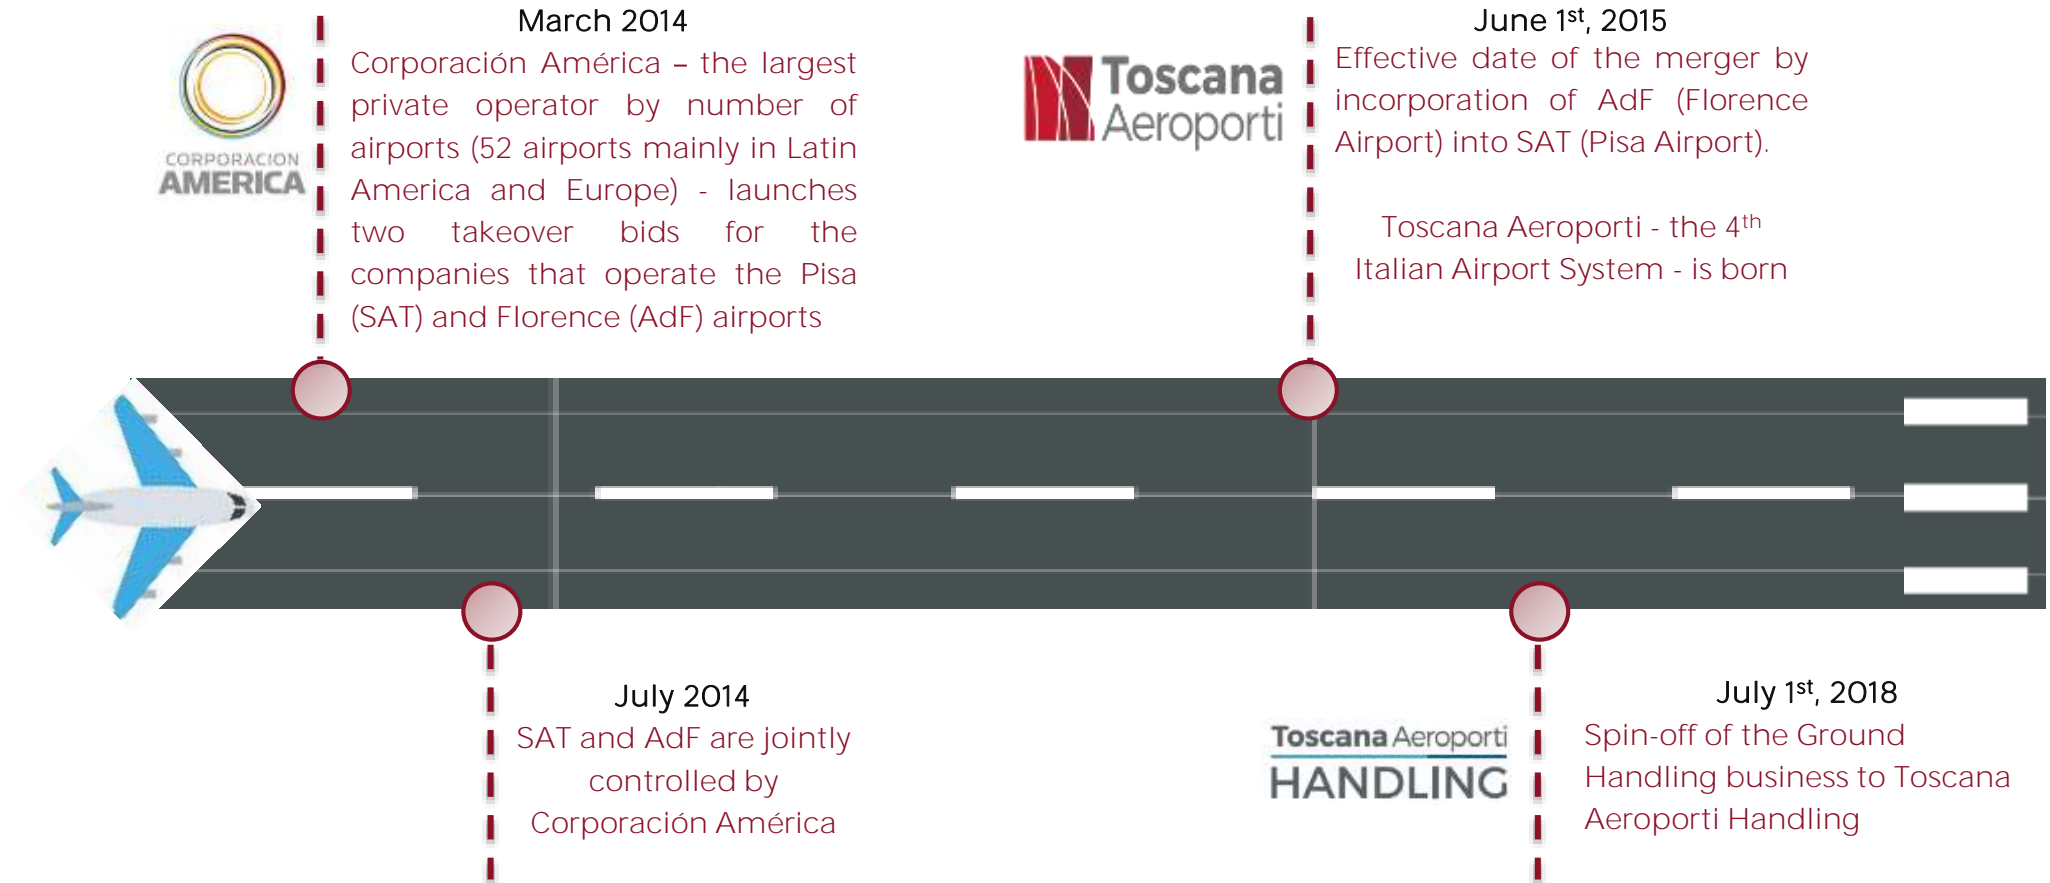 March 2014
Corporación América – the largest
private operator by number of
airports (52 airports mainly in Latin
America and Europe) - launches
two takeover bids for the
companies that operate the Pisa
(SAT) and Florence (AdF) airports
CORPORACION
AMERICA
June 1st, 2015
Effective date of the merger by
incorporation of AdF (Florence
Airport) into SAT (Pisa Airport).
Toscana Aeroporti - the 4th
Italian Airport System - is born
Toscana
Aeroporti
July 2014
SAT and AdF are jointly
controlled by
Corporación América
Toscana Aeroporti
HANDLING
July 1st, 2018
Spin-off of the Ground
Handling business to Toscana
Aeroporti Handling